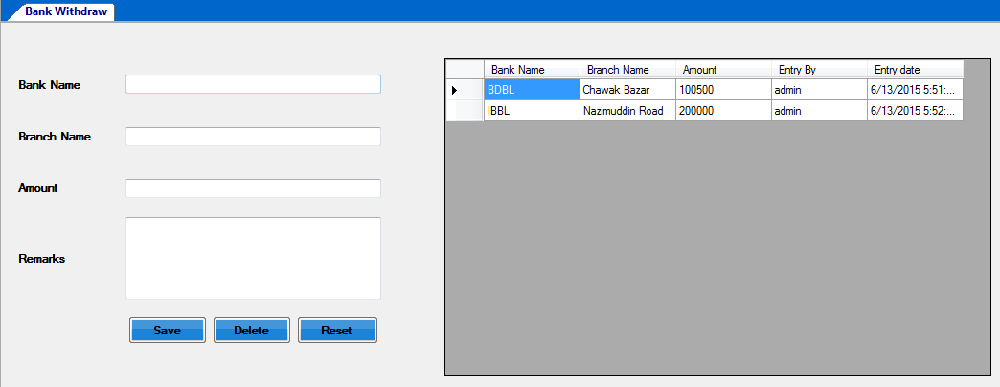 Bank Withdraw
Bank Name
Branch Name
Amount
Remarks
Save Delete Reset
Bank Name Branch Name Amount Entry By Entry date
BDBL Chawak Bazar 100500 admin 6/13/2015 5:51:...
IBBL Nazimuddin Road 200000 admin 6/13/2015 5:52:...